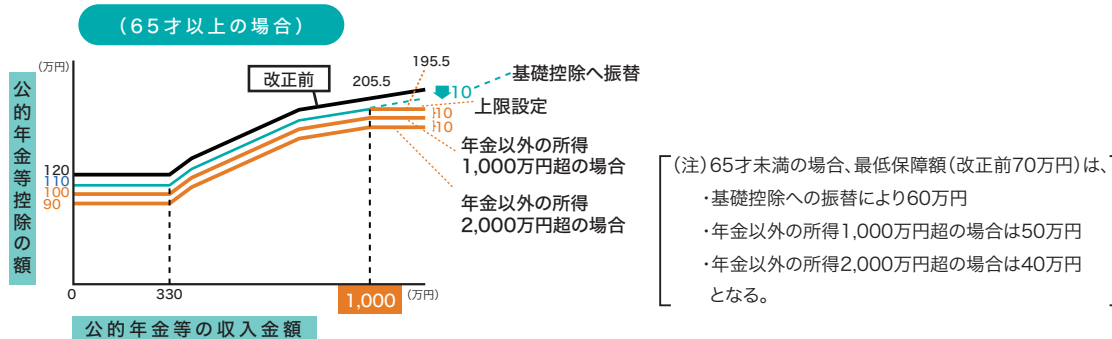 (65才以上の場合)
(万円)
公的年金等控除の額
改正前
205.5
195.5
基礎控除へ振替
10
上限設定
10
10
年金以外の所得
1,000万円超の場合
年金以外の所得
2,000万円超の場合
120
110
100
90
0
330
1,000
(万円)
公的年金等の収入金額
(注)65才未満の場合、最低保障額(改正前70万円)は、
・基礎控除への振替により60万円
・年金以外の所得1,000万円超の場合は50万円
・年金以外の所得2,000万円超の場合は40万円
となる。